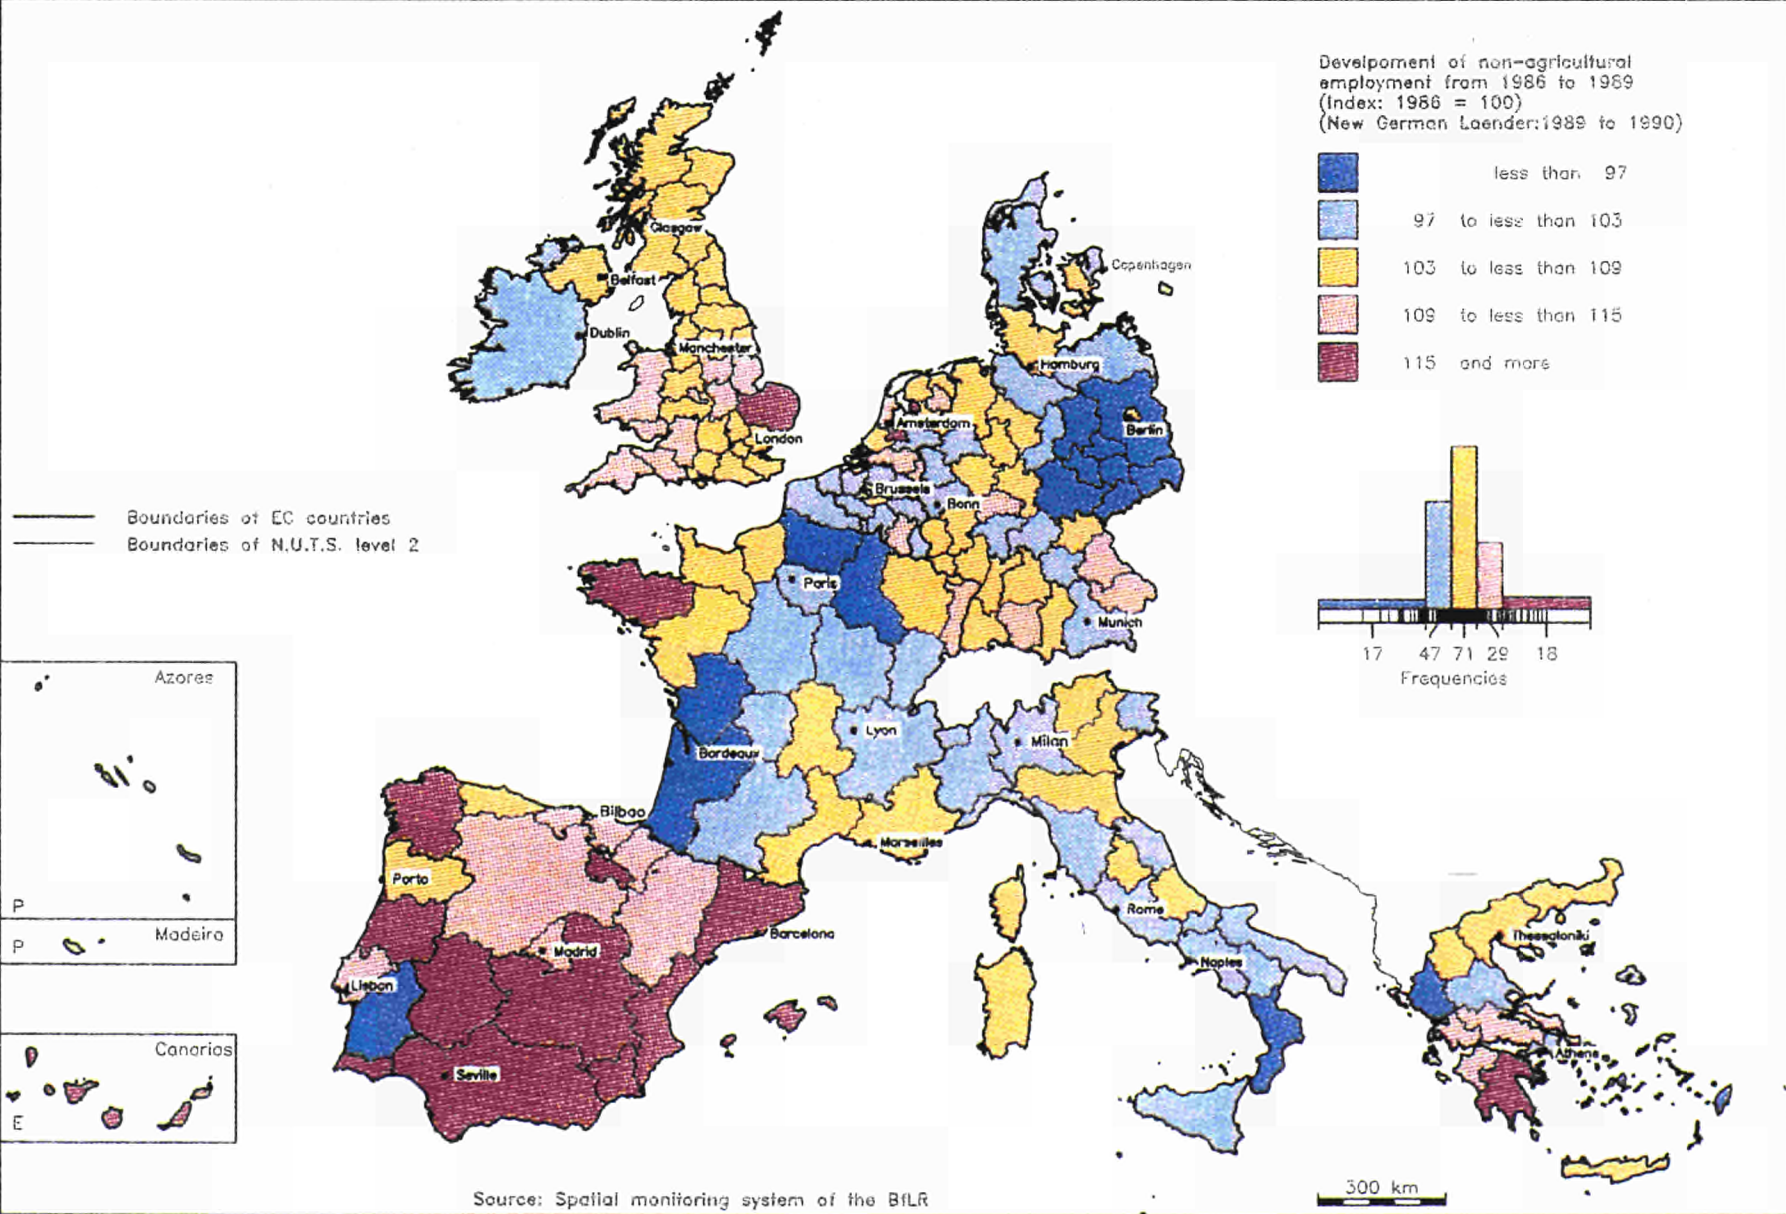 Develpoment of non-agricultural
employment from 1986 to 1989
(Index: 1986 = 100)
(New German Laender:1989 to 1990)
less than 97
97 to less than 103
103 to less than 109
109 to less than 115
115 and more
17 47 71 29 18
Frequencies
Glasgow
Belfast
Dublin
Manchester
London
Copenhagen
Hamburg
Berlin
Amsterdam
Brussels
Bonn
Paris
Munich
Lyon
Milan
Bordeaux
Bilbao
Marseilles
Porto
Rome
Barcelona
Madrid
Naples
Thessaloniki
Lisbon
Athens
Seville
Boundaries of EC countries
Boundaries of N.U.T.S. level 2
Azores
P
Madeira
P
Canarias
E
300 km
Source: Spatial monitoring system of the BfLR